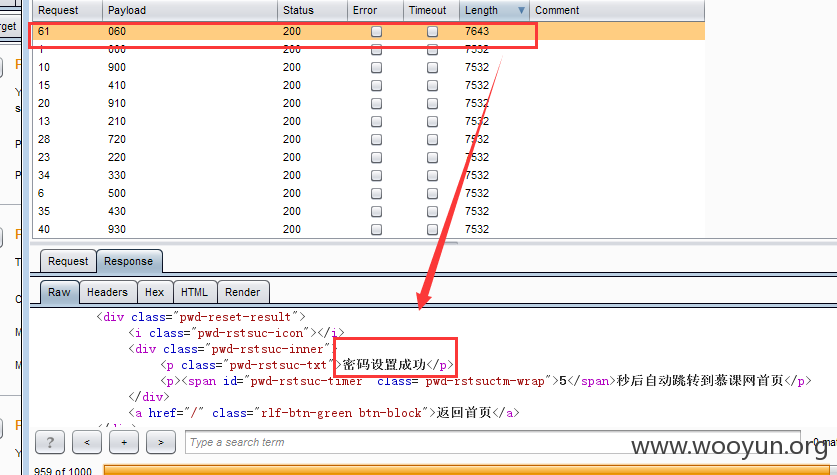 Request Payload Status Error Timeout Length Comment
rget
61 060 200 7643
1 000 200 7532
10 900 200 7532
15 410 200 7532
20 910 200 7532
13 210 200 7532
28 720 200 7532
23 220 200 7532
34 330 200 7532
6 500 200 7532
35 430 200 7532
40 930 200 7532
Request Response
Raw Headers Hex HTML Render
<div class="pwd-reset-result">
<i class="pwd-rstsuc-icon"></i>
<div class="pwd-rstsuc-inner">
<p class="pwd-rstsuc-txt">密码设置成功</p>
<p><span id="pwd-rstsuc-timer" class="pwd-rstsuctm-wrap">5</span>秒后自动跳转到慕课网首页</p>
</div>
<a href="/" class="rlf-btn-green btn-block">返回首页</a>
? < + > Type a search term
0 mat
www.wooyun.org
959 of 1000